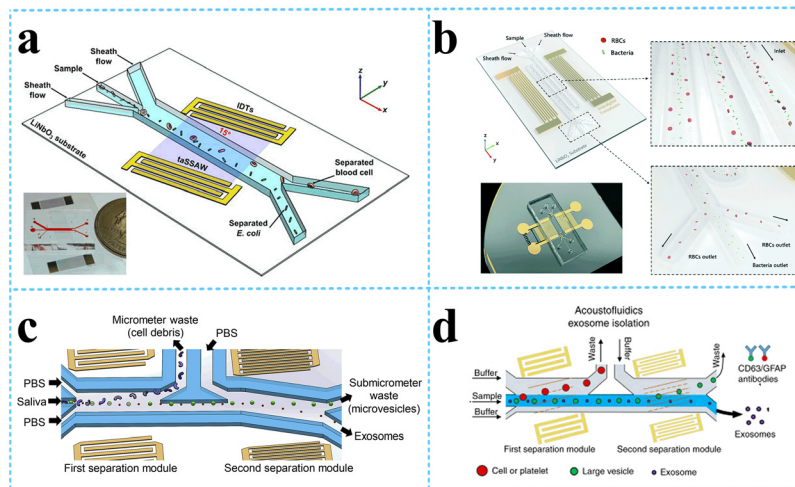 a
Sheath
flow
Sample
Sheath
flow
IDTs
15°
LiNbO3 substrate
taSSAW
Separated
blood cell
Separated
E. coli
z
y
x
b
Sample
Sheath flow
Sheath flow
RBCs
Bacteria
Inlet
LiNbO3 Substrate
z
x
y
RBCs outlet
RBCs outlet
Bacteria outlet
c
Micrometer waste
(cell debris)
PBS
PBS
Saliva
PBS
Submicrometer
waste
(microvesicles)
Exosomes
First separation module
Second separation module
d
Acoustofluidics
exosome isolation
Waste
Buffer
Waste
CD63/GFAP
antibodies
Buffer
Sample
Buffer
Exosomes
First separation module
Second separation module
Cell or platelet
Large vesicle
Exosome